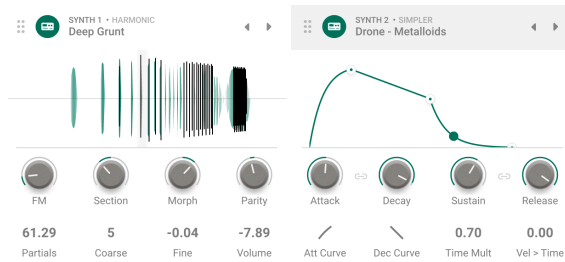 SYNTH 1 • HARMONIC
Deep Grunt
FM Section Morph Parity
61.29 5 -0.04 -7.89
Partials Coarse Fine Volume
SYNTH 2 • SIMPLER
Drone - Metalloids
Attack Decay Sustain Release
0.70 0.00
Att Curve Dec Curve Time Mult Vel > Time